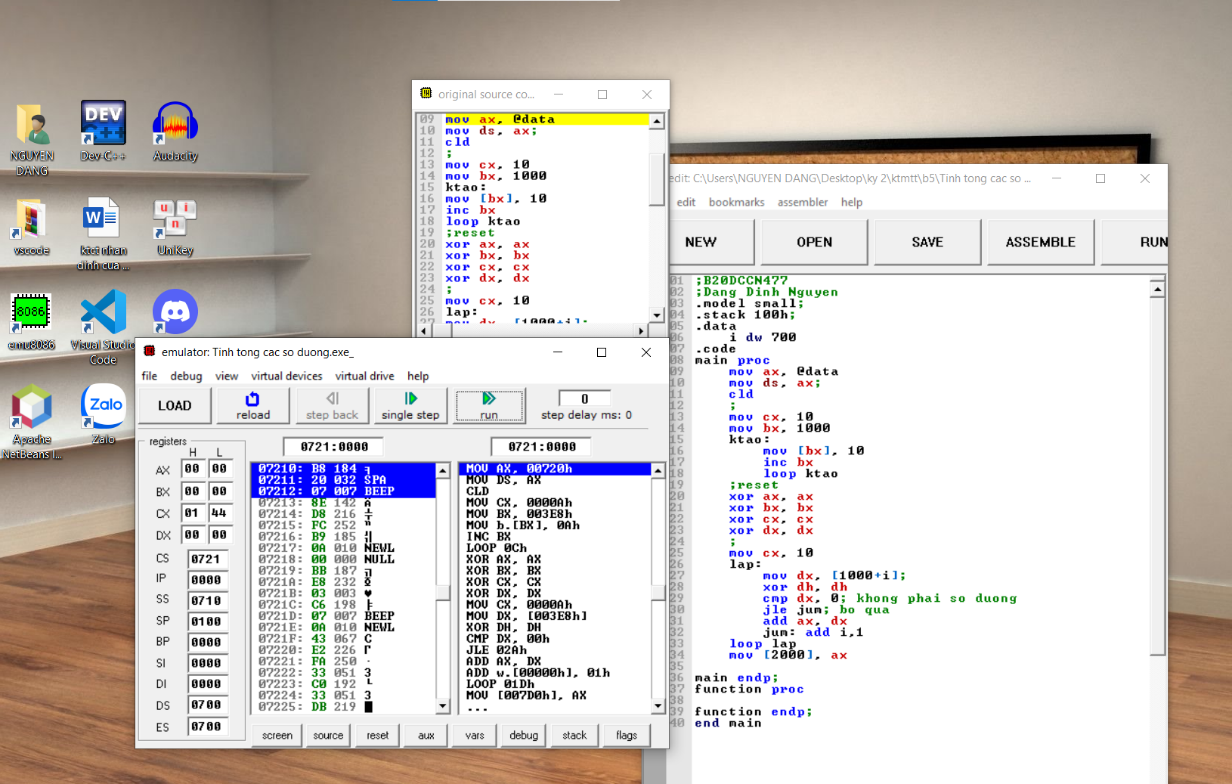 NGUYEN DANG
Dev-C++
Audacity
vscode
ktct nhan dinh cua ...
UniKey
emu8086
Visual Studio Code
Apache NetBeans I...
Zalo
original source co...
09 mov ax, @data
10 mov ds, ax;
11 cld
12 ;
13 mov cx, 10
14 mov bx, 1000
15 ktao:
16 mov [bx], 10
17 inc bx
18 loop ktao
19 ;reset
20 xor ax, ax
21 xor bx, bx
22 xor cx, cx
23 xor dx, dx
24 ;
25 mov cx, 10
26 lap:
27 mov dx, [1000+i];
edit: C:\Users\NGUYEN DANG\Desktop\ky 2\ktmtt\b5\Tinh tong cac so ...
edit bookmarks assembler help
NEW OPEN SAVE ASSEMBLE RUN
01 ;B20DCCN477
02 ;Dang Dinh Nguyen
03 .model small;
04 .stack 100h;
05 .data
06 i dw 700
07 .code
08 main proc
09 mov ax, @data
10 mov ds, ax;
11 cld
12 ;
13 mov cx, 10
14 mov bx, 1000
15 ktao:
16 mov [bx], 10
17 inc bx
18 loop ktao
19 ;reset
20 xor ax, ax
21 xor bx, bx
22 xor cx, cx
23 xor dx, dx
24 ;
25 mov cx, 10
26 lap:
27 mov dx, [1000+i];
28 xor dh, dh
29 cmp dx, 0; khong phai so duong
30 jle jum; bo qua
31 add ax, dx
32 jum: add i,1
33 loop lap
34 mov [2000], ax
35
36 main endp;
37 function proc
38
39 function endp;
40 end main
emulator: Tinh tong cac so duong.exe_
file debug view virtual devices virtual drive help
LOAD reload step back single step run 0
step delay ms: 0
registers
H L
AX 00 00
BX 00 00
CX 01 44
DX 00 00
CS 0721
IP 0000
SS 0710
SP 0100
BP 0000
SI 0000
DI 0000
DS 0700
ES 0700
0721:0000
07210: B8 184 ╕
07211: 20 032 SPA
07212: 07 007 BEEP
07213: 8E 142 Ä
07214: D8 216 ╪
07215: FC 252 ⁿ
07216: B9 185 ╣
07217: 0A 010 NEWL
07218: 00 000 NULL
07219: BB 187 ╗
0721A: E8 232 Φ
0721B: 03 003 ♥
0721C: C6 198 ╞
0721D: 07 007 BEEP
0721E: 0A 010 NEWL
0721F: 43 067 C
07220: E2 226 Γ
07221: FA 250 ·
07222: 33 051 3
07223: C0 192 └
07224: 33 051 3
07225: DB 219 █
0721:0000
MOV AX, 00720h
MOV DS, AX
CLD
MOV CX, 0000Ah
MOV BX, 003E8h
MOV b.[BX], 0Ah
INC BX
LOOP 0Ch
XOR AX, AX
XOR BX, BX
XOR CX, CX
XOR DX, DX
MOV CX, 0000Ah
MOV DX, [003E8h]
XOR DH, DH
CMP DX, 00h
JLE 02Ah
ADD AX, DX
ADD w.[00000h], 01h
LOOP 01Dh
MOV [007D0h], AX
...
screen source reset aux vars debug stack flags